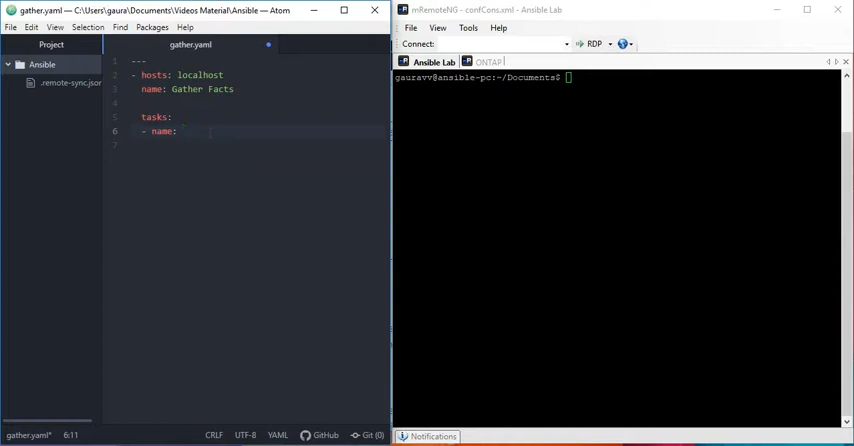 gather.yaml — C:\Users\gaura\Documents\Videos Material\Ansible — Atom
File Edit View Selection Find Packages Help
Project
gather.yaml
Ansible
.remote-sync.jsor
1 ---
2 - hosts: localhost
3 name: Gather Facts
4
5 tasks:
6 - name:
7
gather.yaml* 6:11 CRLF UTF-8 YAML GitHub Git (0)
mRemoteNG - confCons.xml - Ansible Lab
File View Tools Help
Connect: RDP
Ansible Lab ONTAP
gauravv@ansible-pc:~/Documents$
Notifications